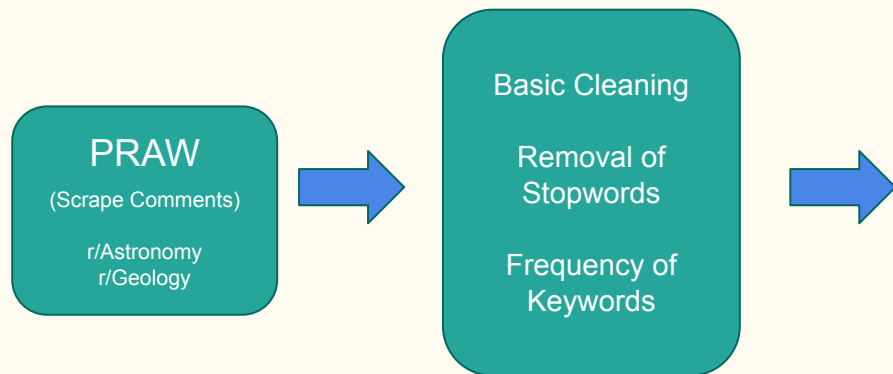 PRAW
(Scrape Comments)
r/Astronomy
r/Geology
Basic Cleaning
Removal of
Stopwords
Frequency of
Keywords